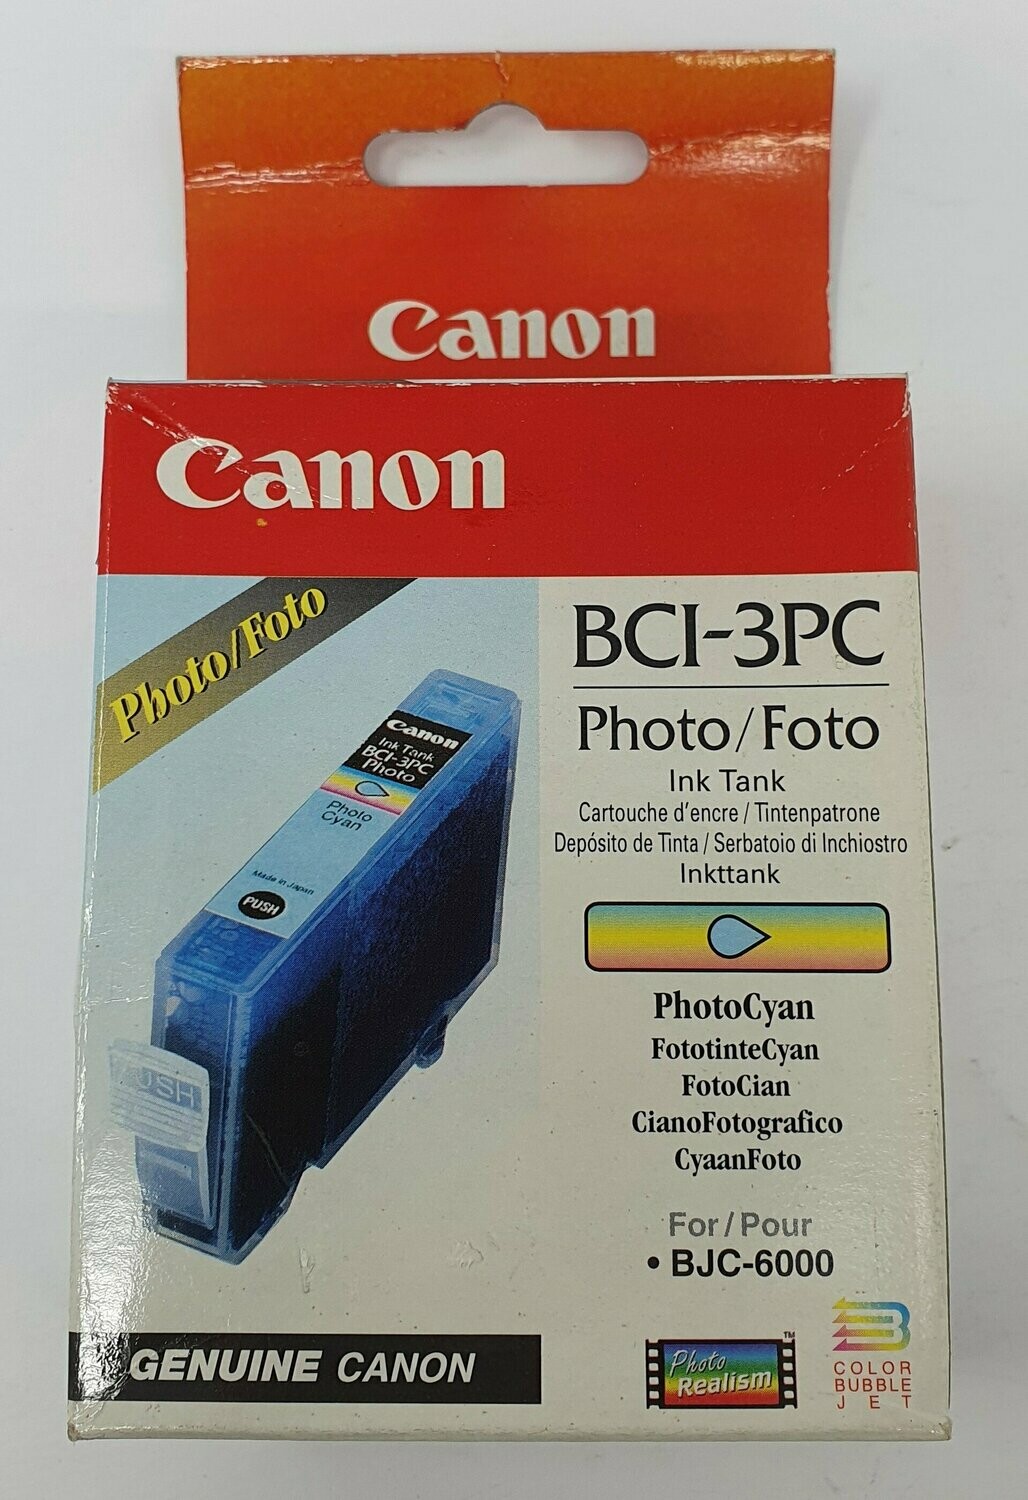 Canon
Canon
Photo/Foto
Canon
Ink Tank
BCI-3PC
Photo
Photo
Cyan
Made in Japan
PUSH
PUSH
GENUINE CANON
BCI-3PC
Photo/Foto
Ink Tank
Cartouche d'encre / Tintenpatrone
Depósito de Tinta / Serbatoio di Inchiostro
Inkttank
PhotoCyan
FototinteCyan
FotoCian
CianoFotografico
CyaanFoto
For / Pour
• BJC-6000
Photo
Realism
TM
COLOR
BUBBLE
JET